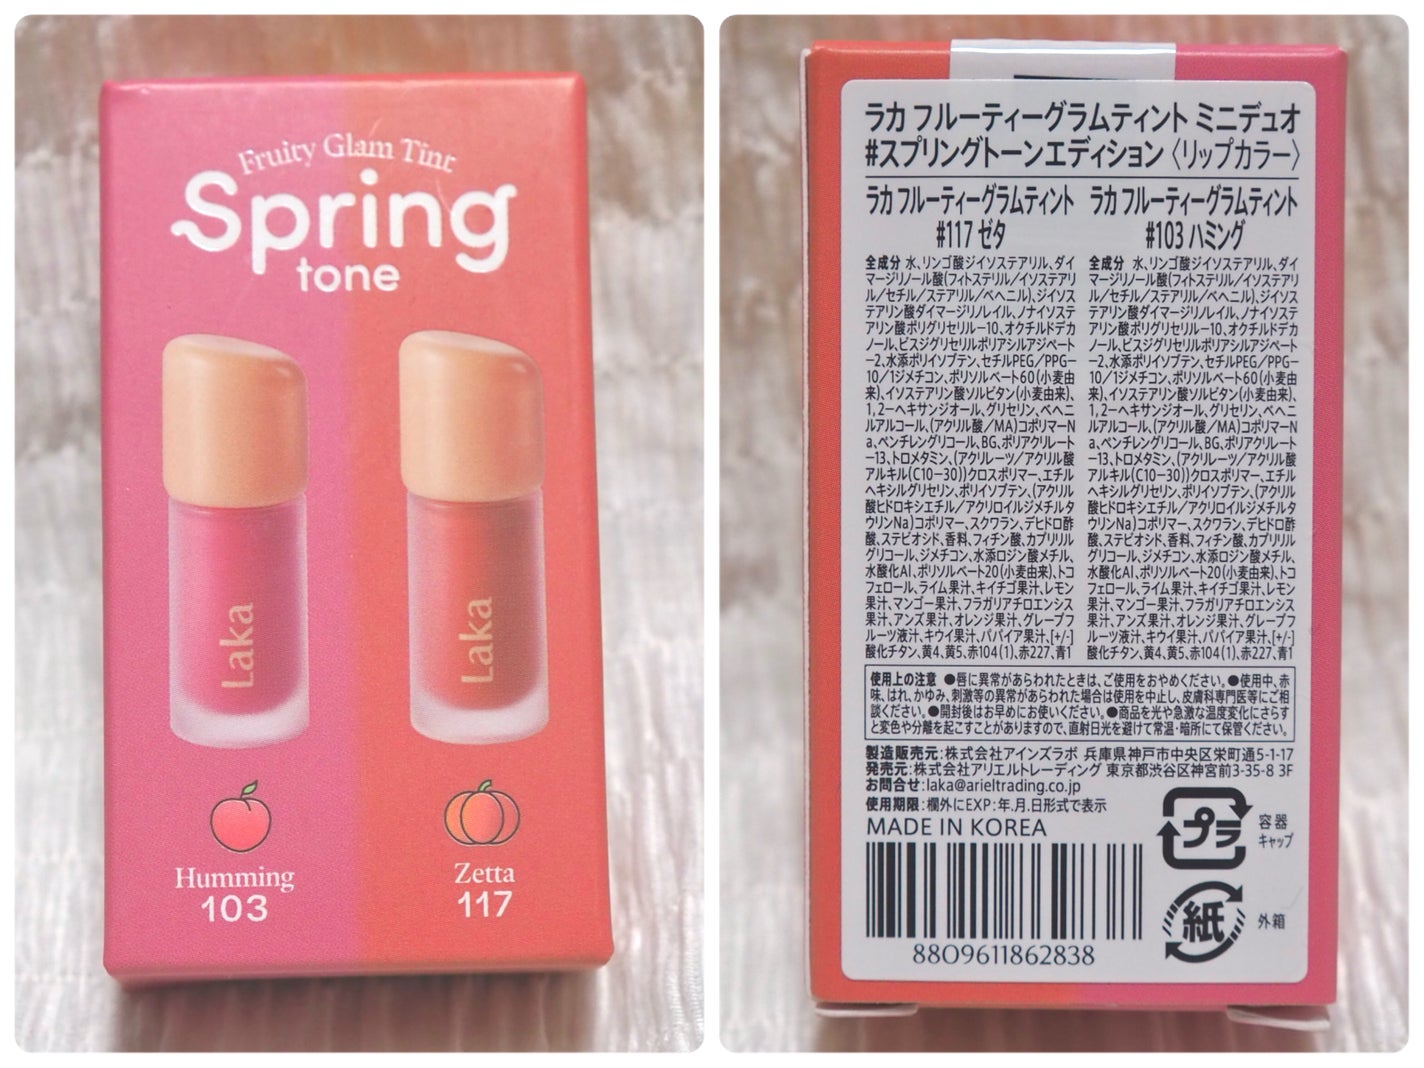 Fruity Glam Tint
Spring
tone
Laka
Laka
Humming
103
Zetta
117
ラカ フルーティーグラムティント ミニデュオ
#スプリングトーンエディション〈リップカラー〉
ラカ フルーティーグラムティント
#117 ゼタ
全成分 水、リンゴ酸ジイソステアリル、ダイ
マージリノール酸(フィトステリル/イソステアリ
ル/セチル/ステアリル/ベヘニル)、ジイソス
テアリン酸ダイマージリノレイル、ノナイソステ
アリン酸ポリグリセリル-10、オクチルドデカ
ノール、ビスジグリセリルポリアシルアジペート
-2、水添ポリイソブテン、セチルPEG/PPG-
10/1ジメチコン、ポリソルベート60(小麦由
来)、イソステアリン酸ソルビタン(小麦由来)、
1,2-ヘキサンジオール、グリセリン、ベヘニ
ルアルコール、(アクリル酸/MA)コポリマーN
a、ペンチレングリコール、BG、ポリアクリレート
-13、トロメタミン、(アクリレーツ/アクリル酸
アルキル(C10-30))クロスポリマー、エチル
ヘキシルグリセリン、ポリイソブテン、(アクリル
酸ヒドロキシエチル/アクリロイルジメチルタ
ウリンNa)コポリマー、スクワラン、デヒドロ酢
酸、ステビオシド、香料、フィチン酸、カプリリル
グリコール、ジメチコン、水添ロジン酸メチル、
水酸化Al、ポリソルベート20(小麦由来)、トコ
フェロール、ライム果汁、キイチゴ果汁、レモン
果汁、マンゴー果汁、フラガリアチロエンシス
果汁、アンズ果汁、オレンジ果汁、グレープフ
ルーツ液汁、キウイ果汁、パパイア果汁、[+/-]
酸化チタン、黄4、黄5、赤104(1)、赤227、青1
ラカ フルーティーグラムティント
#103 ハミング
全成分 水、リンゴ酸ジイソステアリル、ダイ
マージリノール酸(フィトステリル/イソステアリ
ル/セチル/ステアリル/ベヘニル)、ジイソス
テアリン酸ダイマージリノレイル、ノナイソステ
アリン酸ポリグリセリル-10、オクチルドデカ
ノール、ビスジグリセリルポリアシルアジペート
-2、水添ポリイソブテン、セチルPEG/PPG-
10/1ジメチコン、ポリソルベート60(小麦由
来)、イソステアリン酸ソルビタン(小麦由来)、
1,2-ヘキサンジオール、グリセリン、ベヘニ
ルアルコール、(アクリル酸/MA)コポリマーN
a、ペンチレングリコール、BG、ポリアクリレート
-13、トロメタミン、(アクリレーツ/アクリル酸
アルキル(C10-30))クロスポリマー、エチル
ヘキシルグリセリン、ポリイソブテン、(アクリル
酸ヒドロキシエチル/アクリロイルジメチルタ
ウリンNa)コポリマー、スクワラン、デヒドロ酢
酸、ステビオシド、香料、フィチン酸、カプリリル
グリコール、ジメチコン、水添ロジン酸メチル、
水酸化Al、ポリソルベート20(小麦由来)、トコ
フェロール、ライム果汁、キイチゴ果汁、レモン
果汁、マンゴー果汁、フラガリアチロエンシス
果汁、アンズ果汁、オレンジ果汁、グレープフ
ルーツ液汁、キウイ果汁、パパイア果汁、[+/-]
酸化チタン、黄4、黄5、赤104(1)、赤227、青1
使用上の注意 ●唇に異常があらわれたときは、ご使用をおやめください。●使用中、赤
味、はれ、かゆみ、刺激等の異常があらわれた場合は使用を中止し、皮膚科専門医等にご相
談ください。●開封後はお早めにお使いください。●商品を光や急激な温度変化にさらす
と変色や分離を起こすことがありますので、直射日光を避けて常温・暗所にて保管ください。
製造販売元:株式会社アインズラボ 兵庫県神戸市中央区栄町通5-1-17
発売元:株式会社アリエルトレーディング 東京都渋谷区神宮前3-35-8 3F
お問合せ:laka@arieltrading.co.jp
使用期限:欄外にEXP:年.月.日形式で表示
MADE IN KOREA
プラ
容器
キャップ
紙
外箱
8809611862838